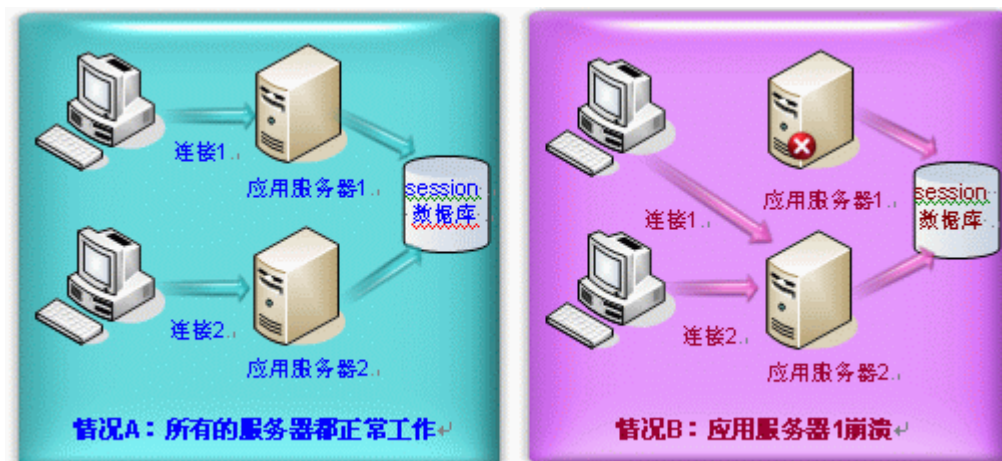 连接1
应用服务器1
session
数据库
连接2
应用服务器2
情况A：所有的服务器都正常工作
应用服务器1
session
数据库
连接1
连接2
应用服务器2
情况B：应用服务器1崩溃